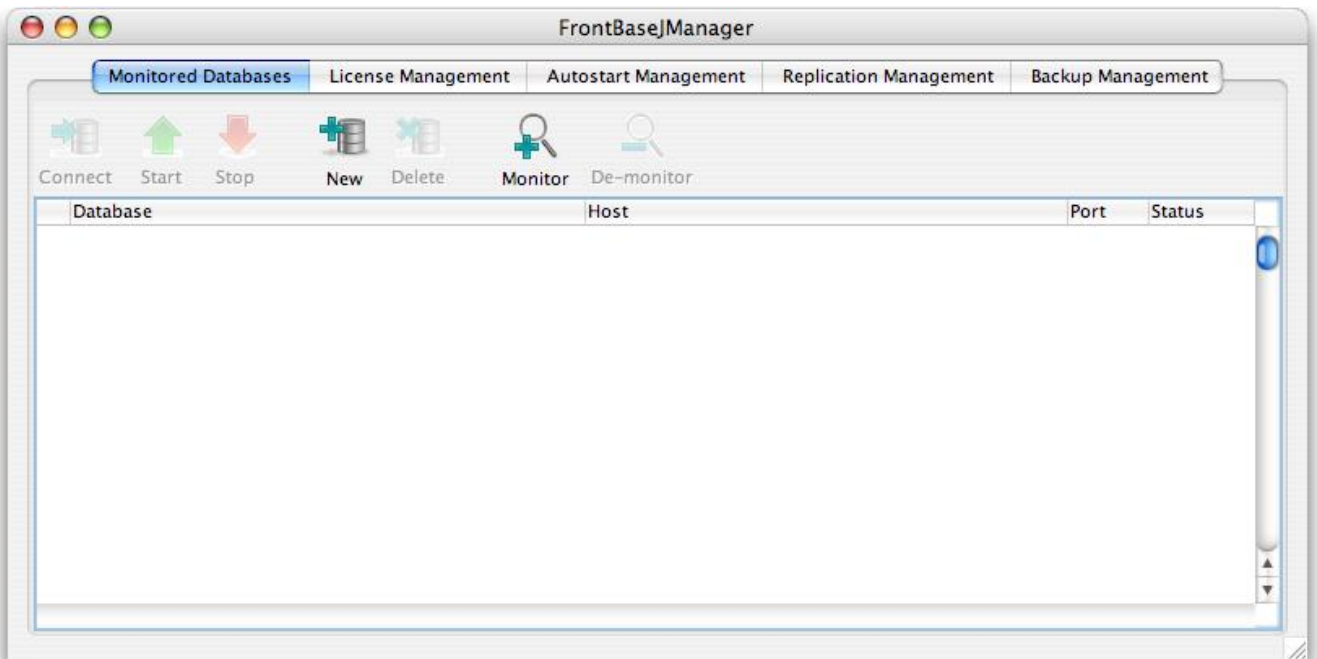 FrontBaseJManager
Monitored Databases License Management Autostart Management Replication Management Backup Management
Connect Start Stop New Delete Monitor De-monitor
Database Host Port Status